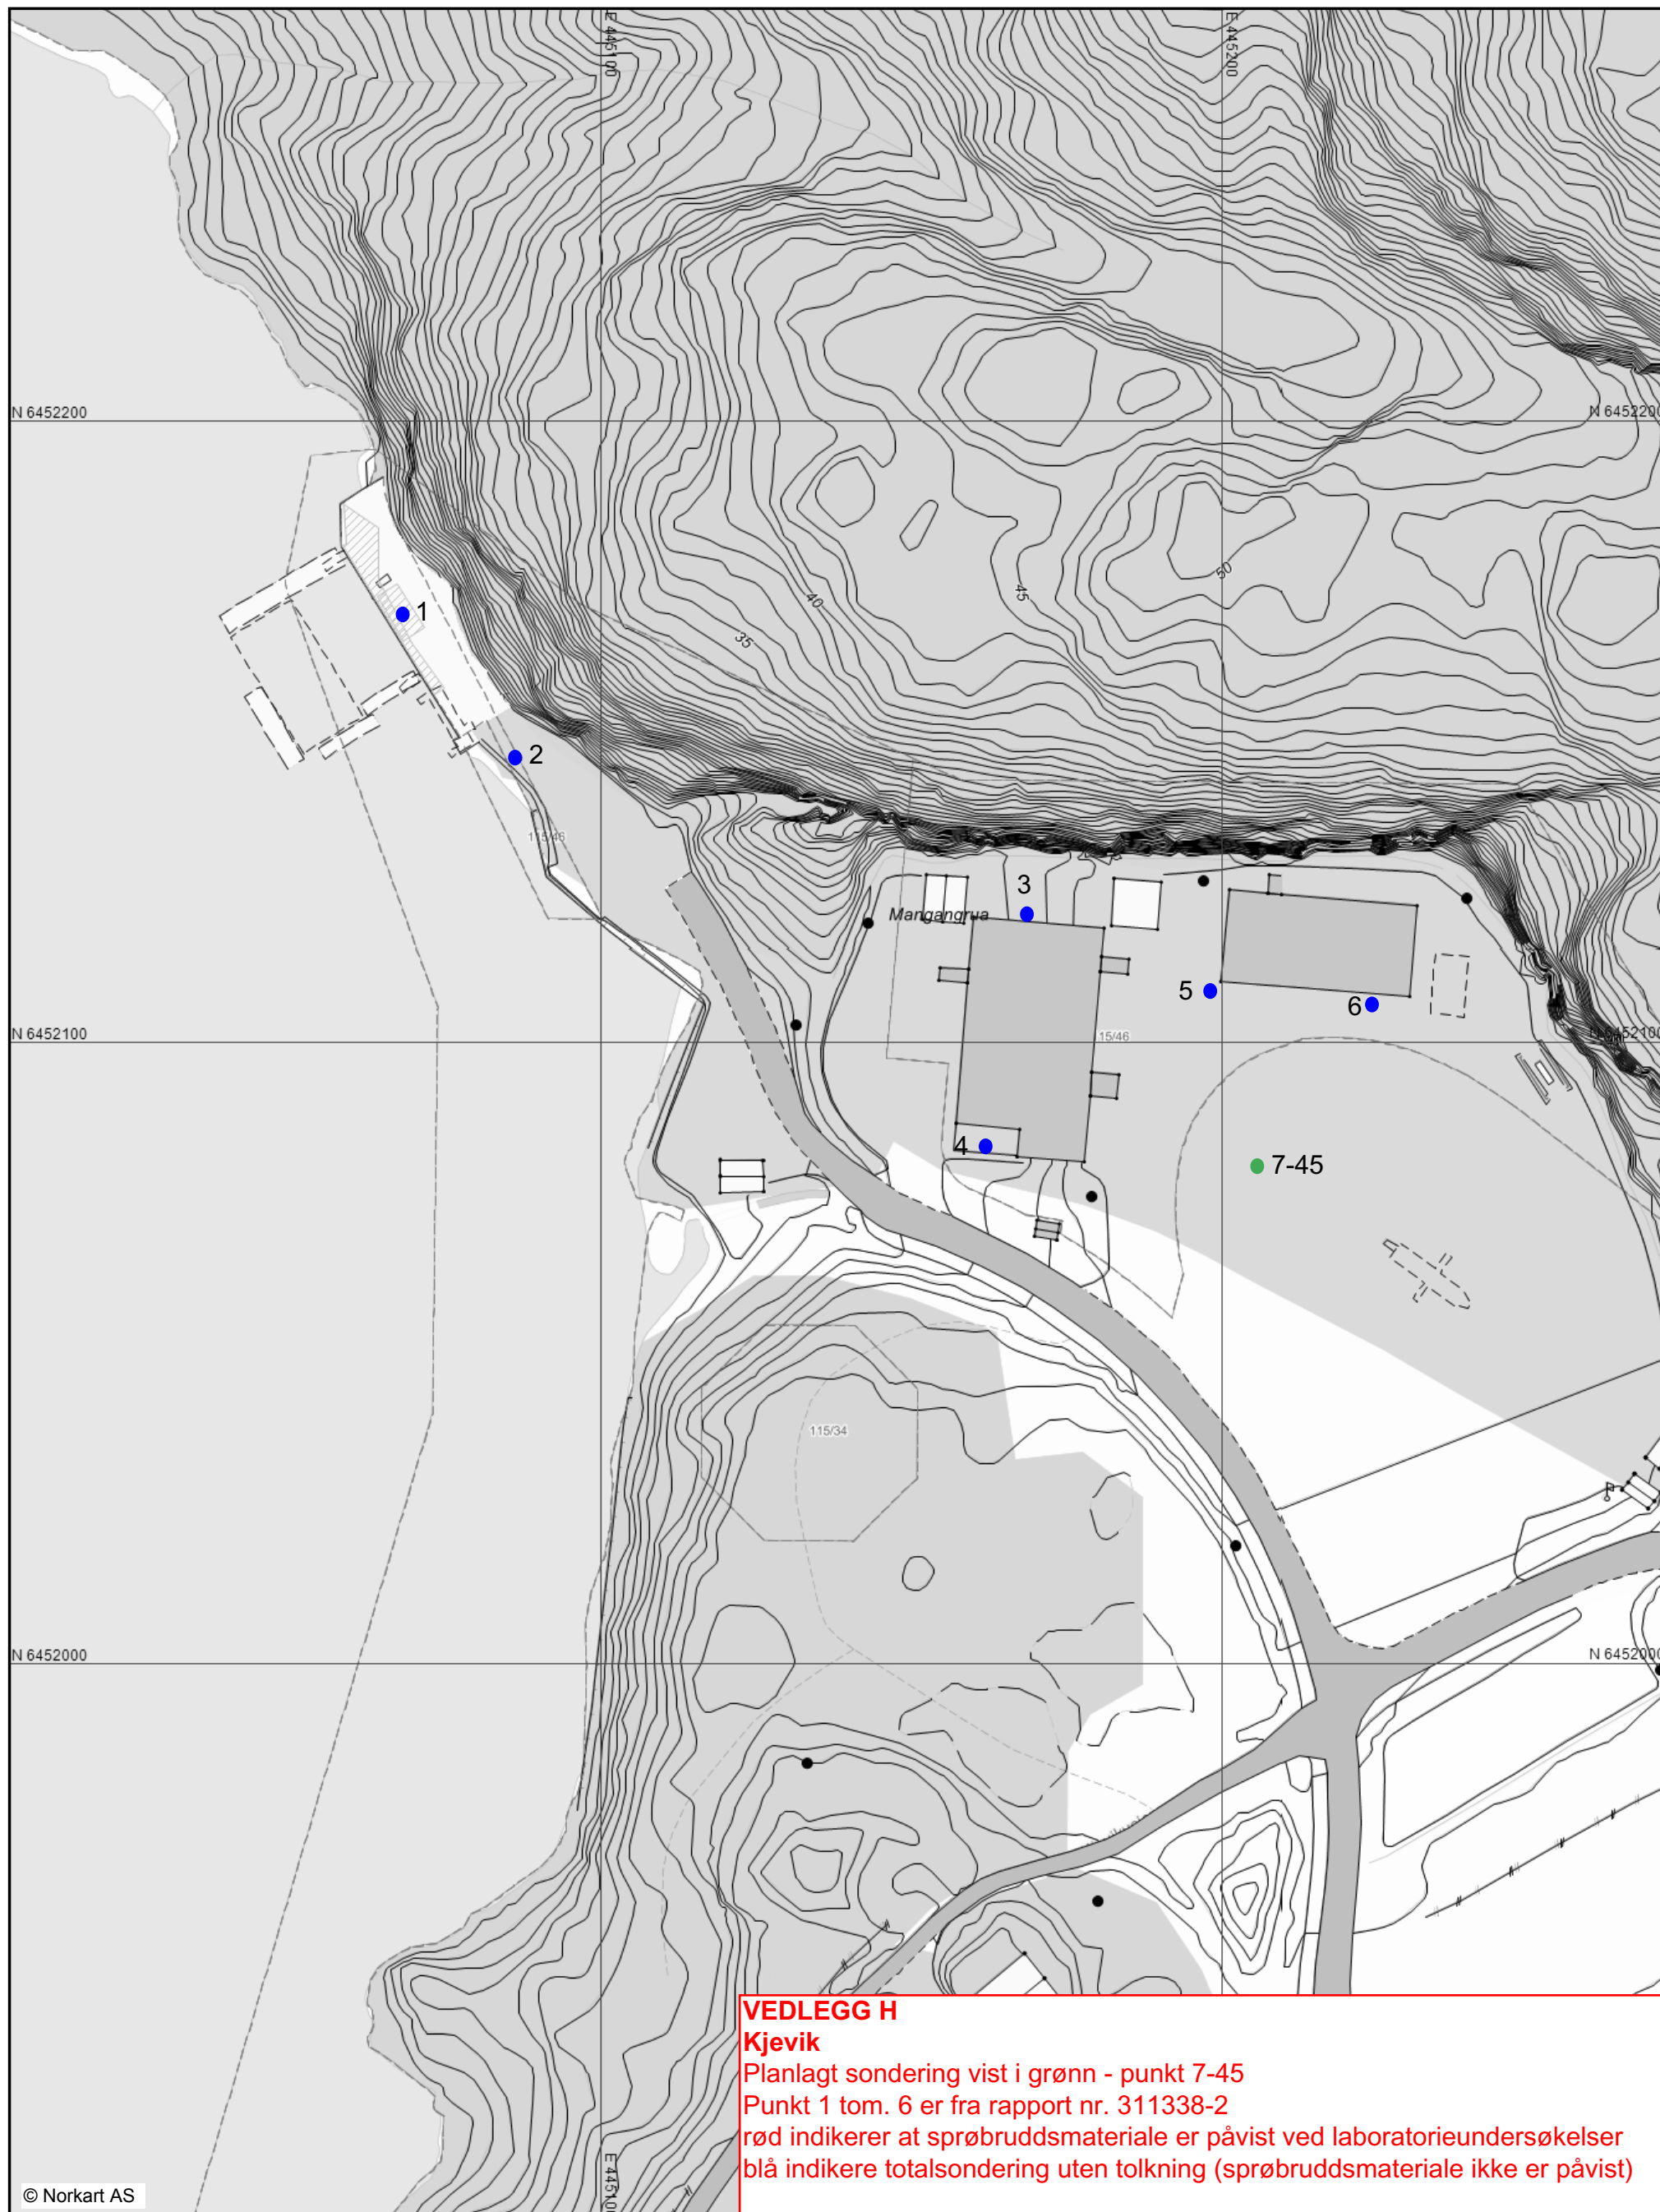 E 445100
E 445200
N 6452200
N 6452200
50
45
40
35
1
2
115/46
3
Mangangrua
5
6
N 6452100
15/46
N 6452100
4
7-45
115/34
N 6452000
N 6452000
VEDLEGG H
Kjevik
Planlagt sondering vist i grønn - punkt 7-45
Punkt 1 tom. 6 er fra rapport nr. 311338-2
rød indikerer at sprøbruddsmateriale er påvist ved laboratorieundersøkelser
blå indikere totalsondering uten tolkning (sprøbruddsmateriale ikke er påvist)
E 445100
© Norkart AS